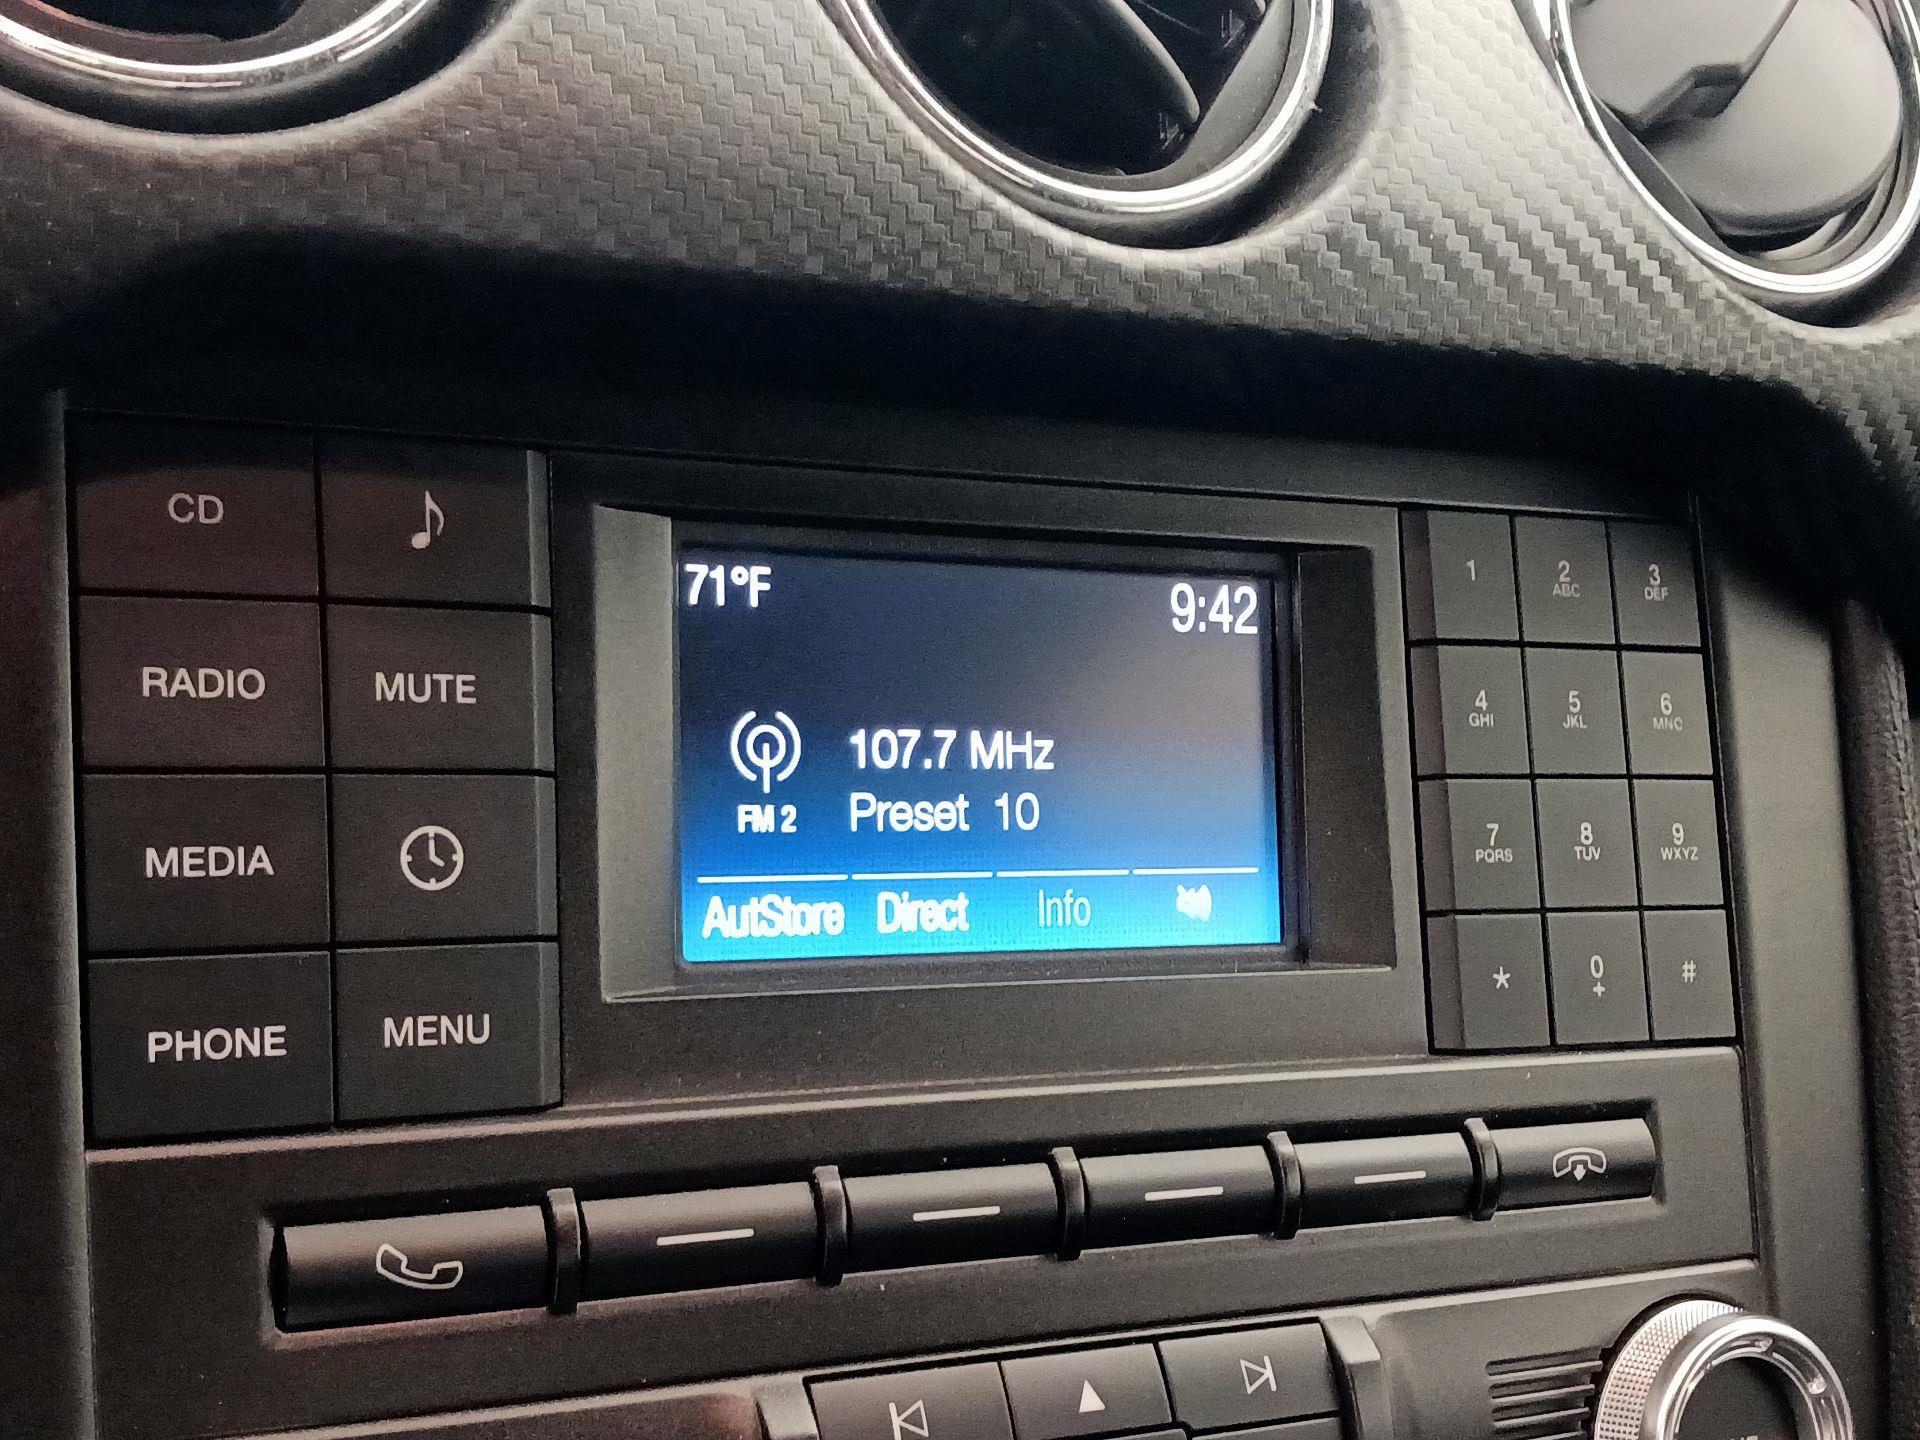 CD
RADIO
MUTE
MEDIA
PHONE
MENU
71°F
9:42
107.7 MHz
FM 2
Preset 10
AutStore
Direct
Info
1
2
ABC
3
DEF
4
GHI
5
JKL
6
MNC
7
PQRS
8
TUV
9
WXYZ
*
0
+
#